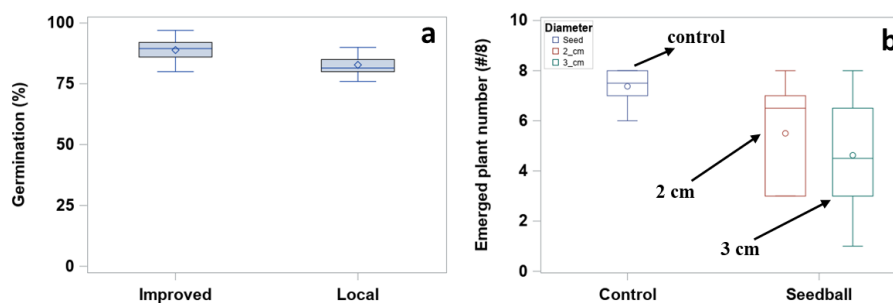 100
75
50
25
0
Germination (%)
Improved
Local
a
10
8
6
4
2
0
Emerged plant number (#/8)
Diameter
Seed
2_cm
3_cm
control
b
2 cm
3 cm
Control
Seedball